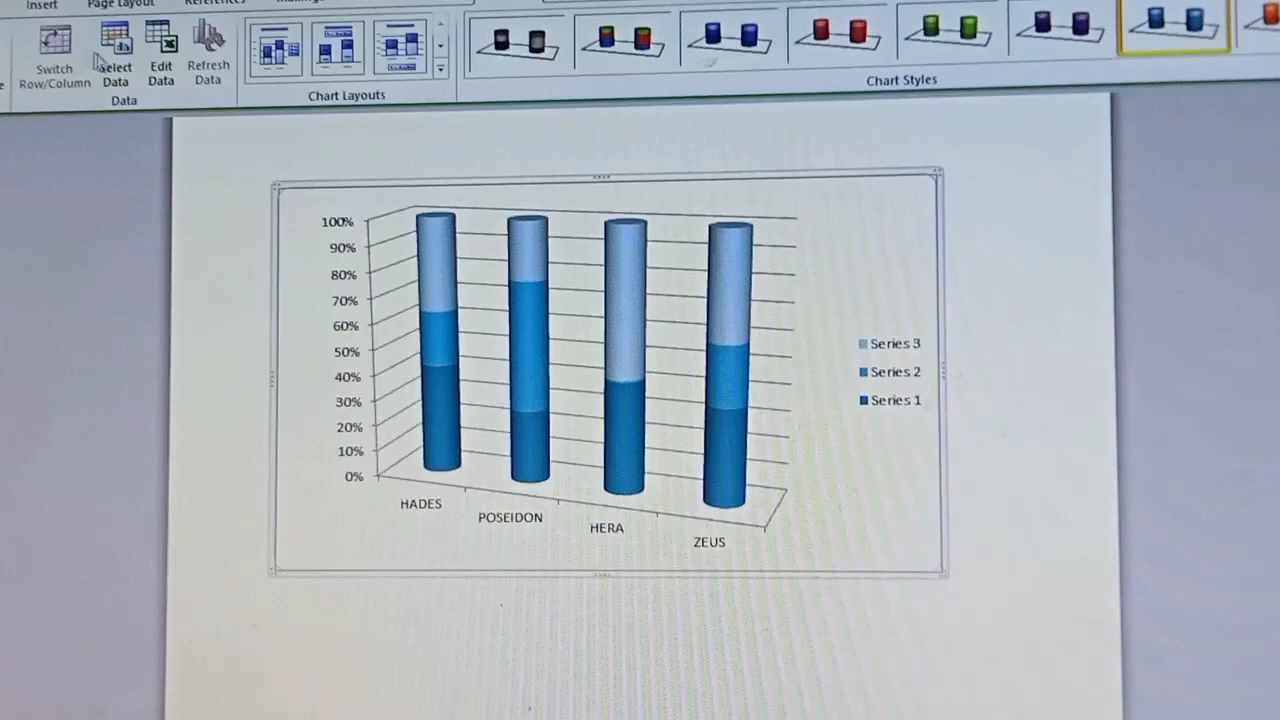 Insert
Page Layout
References
Switch Row/Column
Select Data
Edit Data
Refresh Data
Data
Chart Layouts
Chart Styles
100%
90%
80%
70%
60%
50%
40%
30%
20%
10%
0%
HADES
POSEIDON
HERA
ZEUS
Series 3
Series 2
Series 1